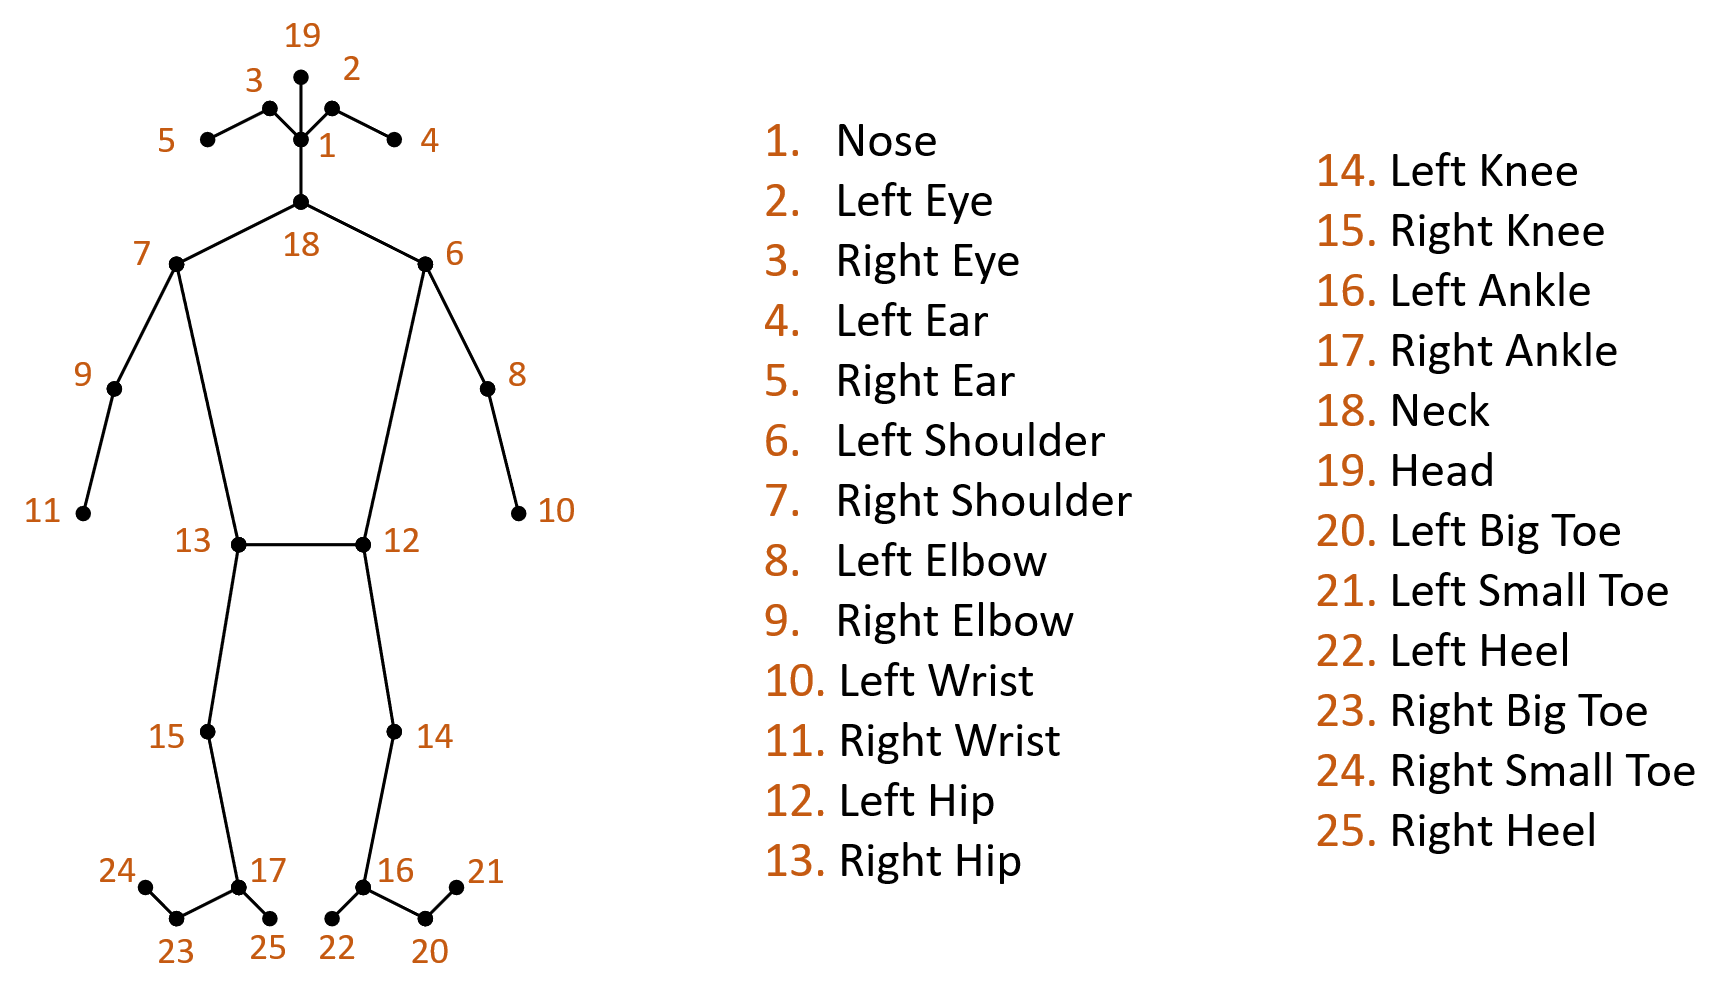 19
3
2
5
1
4
7
18
6
9
8
11
10
13
12
15
14
24
17
16
21
23
25
22
20
1. Nose
2. Left Eye
3. Right Eye
4. Left Ear
5. Right Ear
6. Left Shoulder
7. Right Shoulder
8. Left Elbow
9. Right Elbow
10. Left Wrist
11. Right Wrist
12. Left Hip
13. Right Hip
14. Left Knee
15. Right Knee
16. Left Ankle
17. Right Ankle
18. Neck
19. Head
20. Left Big Toe
21. Left Small Toe
22. Left Heel
23. Right Big Toe
24. Right Small Toe
25. Right Heel